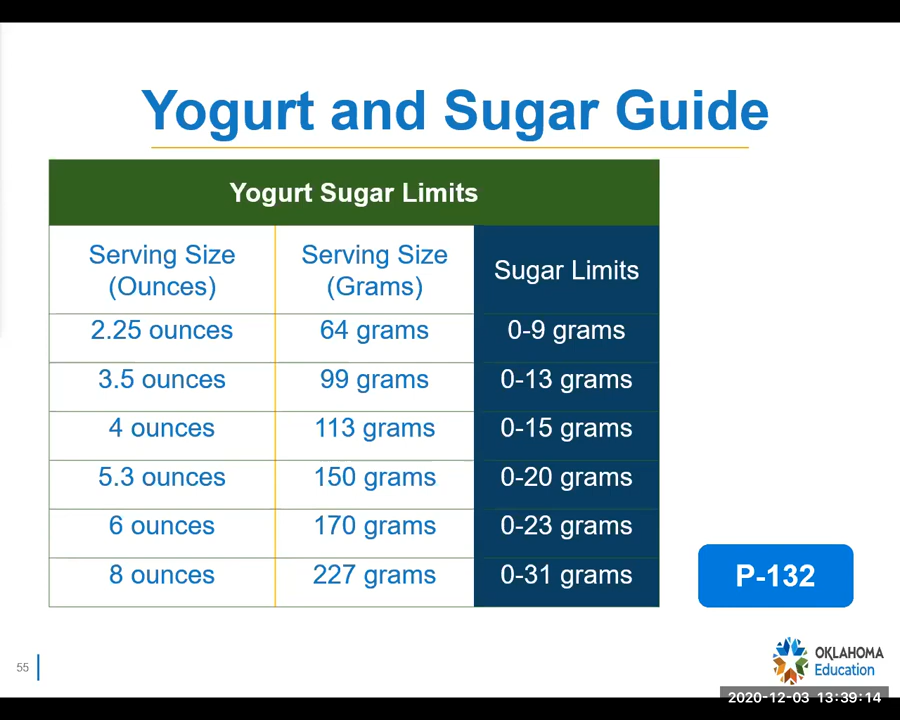 Yogurt and Sugar Guide
Yogurt Sugar Limits
Serving Size (Ounces) Serving Size (Grams) Sugar Limits
2.25 ounces 64 grams 0-9 grams
3.5 ounces 99 grams 0-13 grams
4 ounces 113 grams 0-15 grams
5.3 ounces 150 grams 0-20 grams
6 ounces 170 grams 0-23 grams
8 ounces 227 grams 0-31 grams
P-132
55
OKLAHOMA
Education
2020-12-03 13:39:14